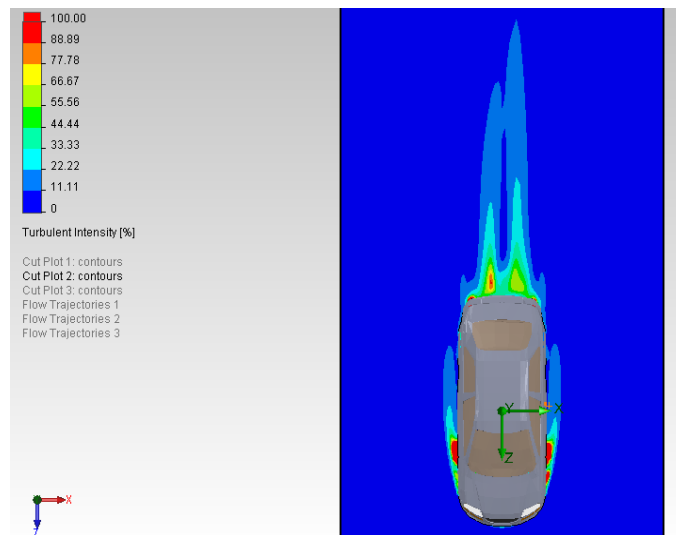 100.00
88.89
77.78
66.67
55.56
44.44
33.33
22.22
11.11
0
Turbulent Intensity [%]
Cut Plot 1: contours
Cut Plot 2: contours
Cut Plot 3: contours
Flow Trajectories 1
Flow Trajectories 2
Flow Trajectories 3
Y X
Z
X
Z